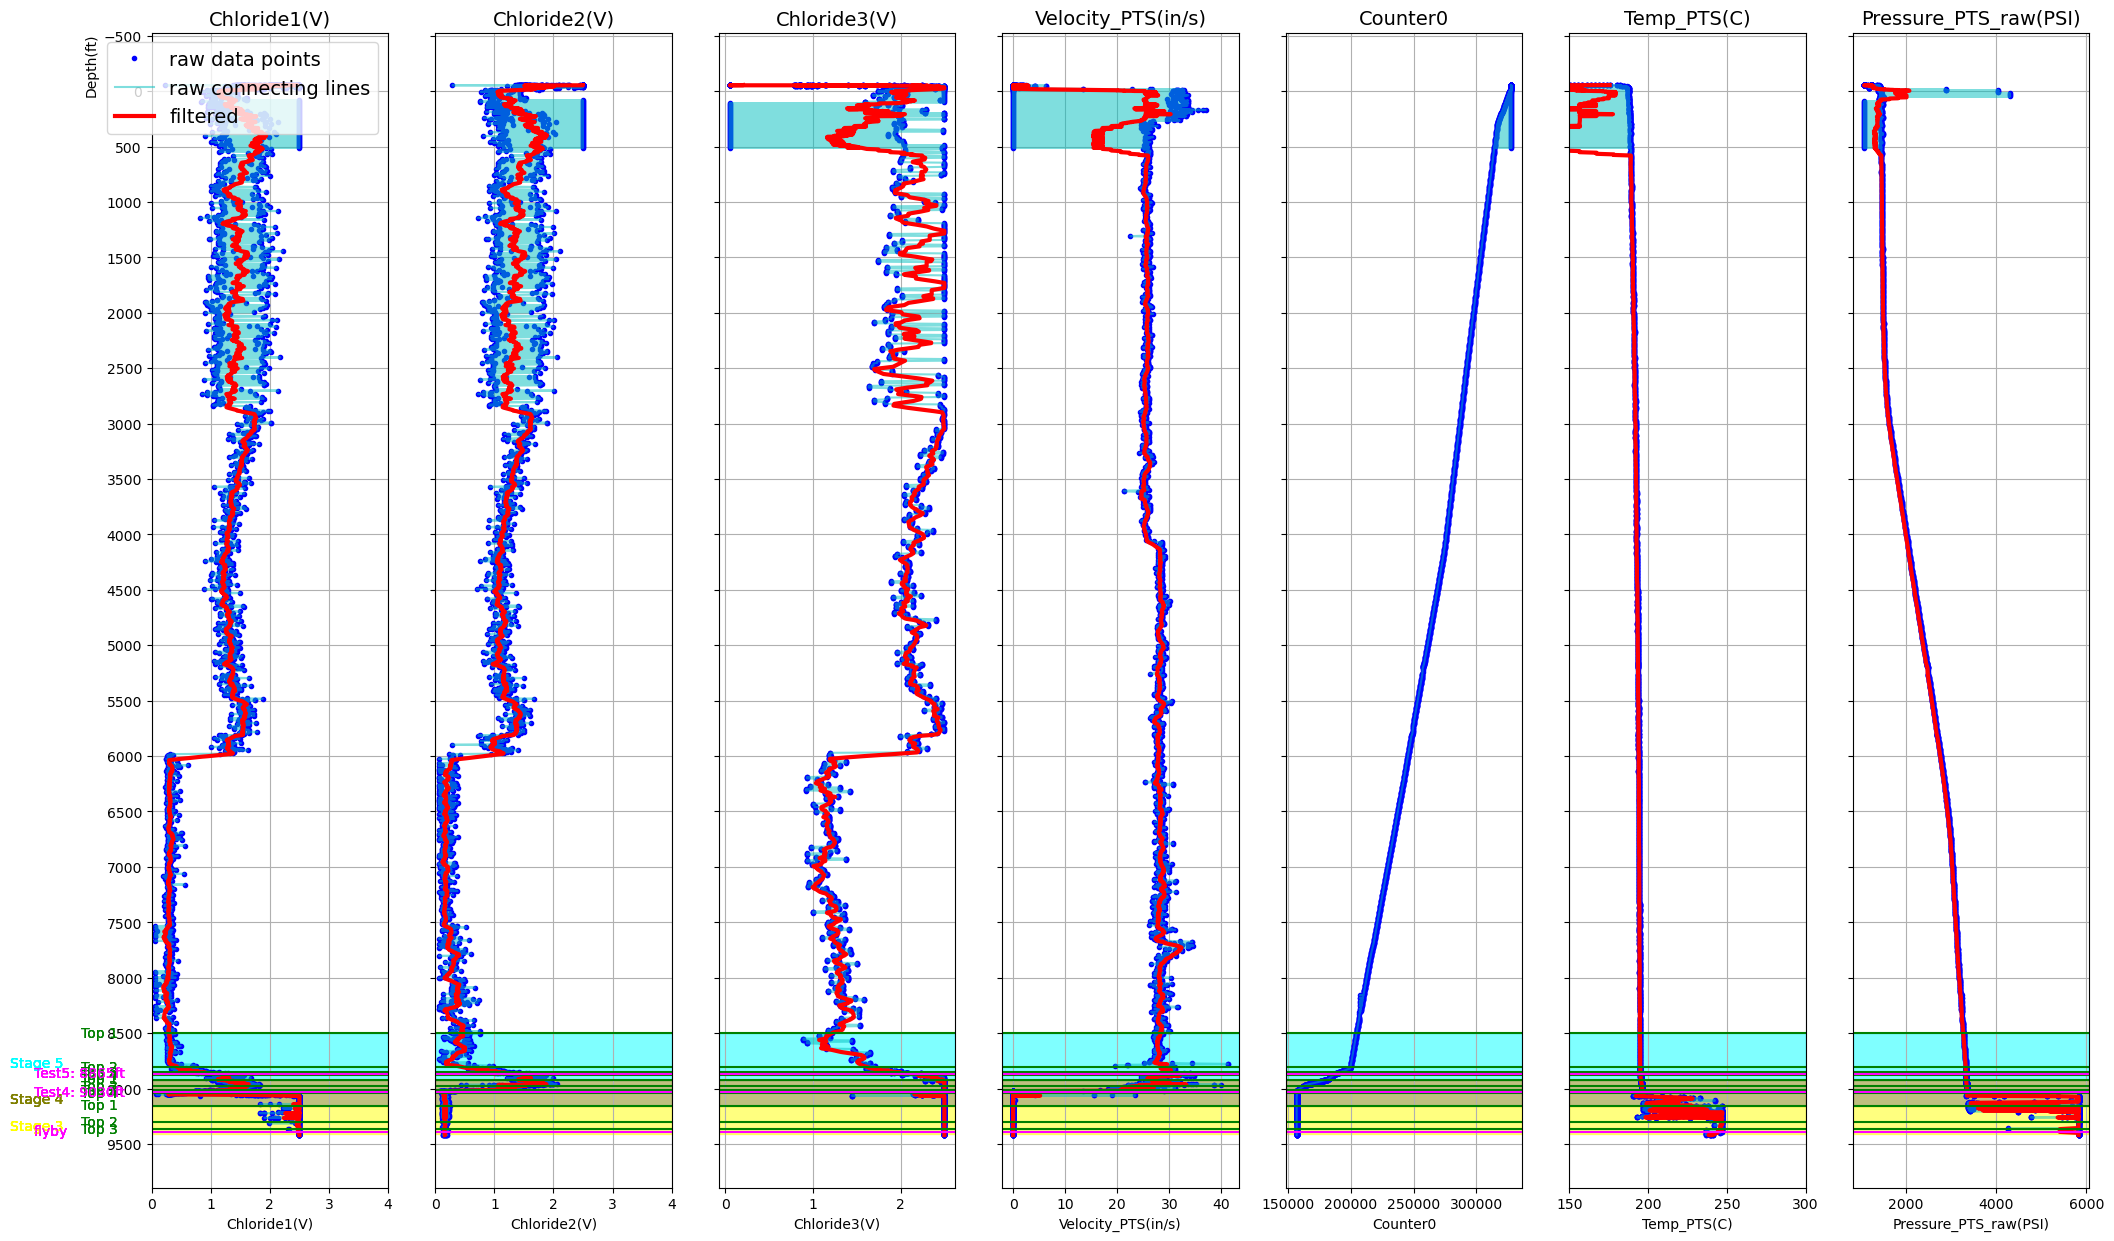 Chloride1(V)
Chloride2(V)
Chloride3(V)
Velocity_PTS(in/s)
Counter0
Temp_PTS(C)
Pressure_PTS_raw(PSI)
Depth(ft)
raw data points
raw connecting lines
filtered
−500
0
500
1000
1500
2000
2500
3000
3500
4000
4500
5000
5500
6000
6500
7000
7500
8000
8500
9000
9500
Stage 5
Stage 4
flyby
Top 1
Top 2
Top 3
0 1 2 3 4
0 1 2 3 4
0 1 2
0 10 20 30 40
150000 200000 250000 300000
150 200 250 300
2000 4000 6000
Chloride1(V)
Chloride2(V)
Chloride3(V)
Velocity_PTS(in/s)
Counter0
Temp_PTS(C)
Pressure_PTS_raw(PSI)